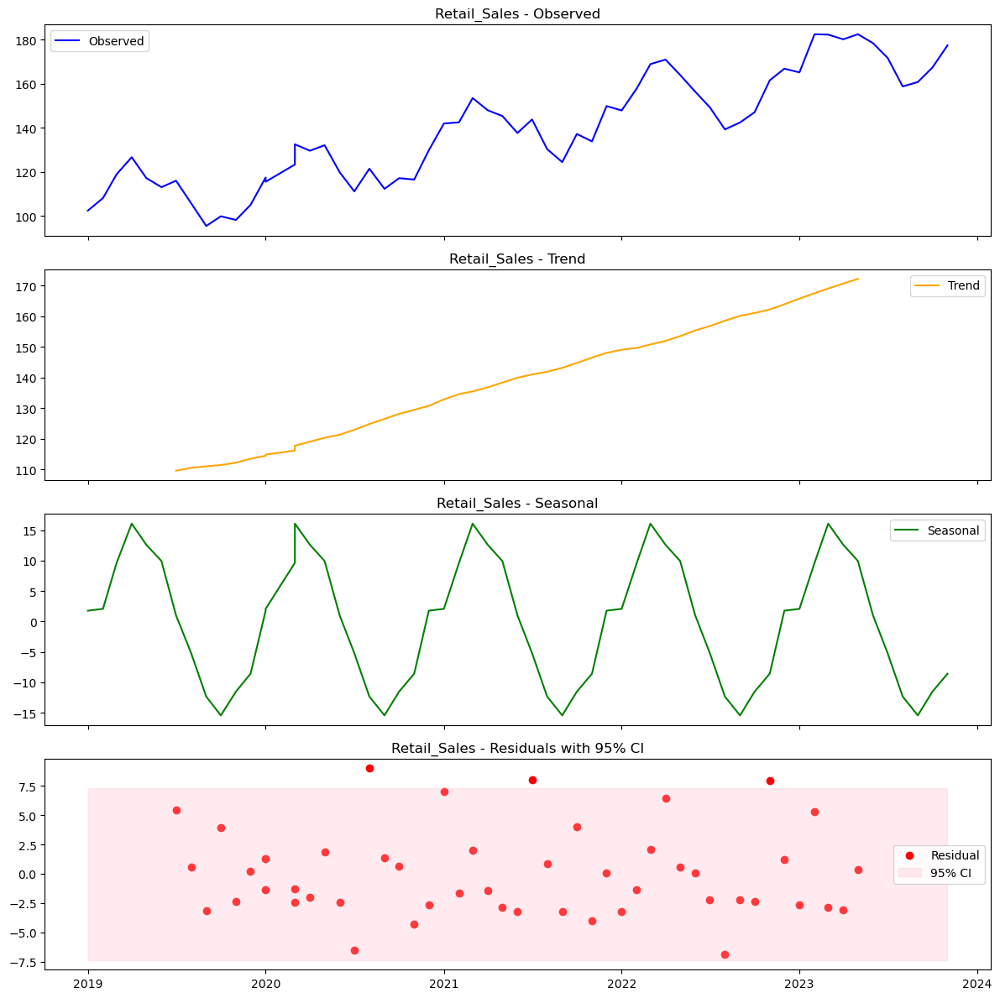 Retail_Sales - Observed
Observed
180
160
140
120
100
Retail_Sales - Trend
Trend
170
160
150
140
130
120
110
Retail_Sales - Seasonal
Seasonal
15
10
5
0
−5
−10
−15
Retail_Sales - Residuals with 95% CI
7.5
5.0
2.5
0.0
−2.5
−5.0
−7.5
Residual
95% CI
2019 2020 2021 2022 2023 2024